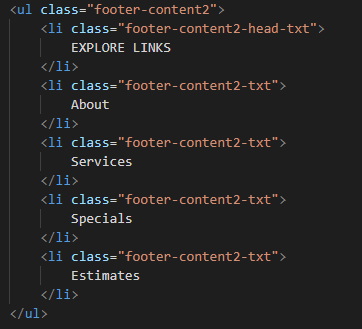 <ul class="footer-content2">
<li class="footer-content2-head-txt">
EXPLORE LINKS
</li>
<li class="footer-content2-txt">
About
</li>
<li class="footer-content2-txt">
Services
</li>
<li class="footer-content2-txt">
Specials
</li>
<li class="footer-content2-txt">
Estimates
</li>
</ul>